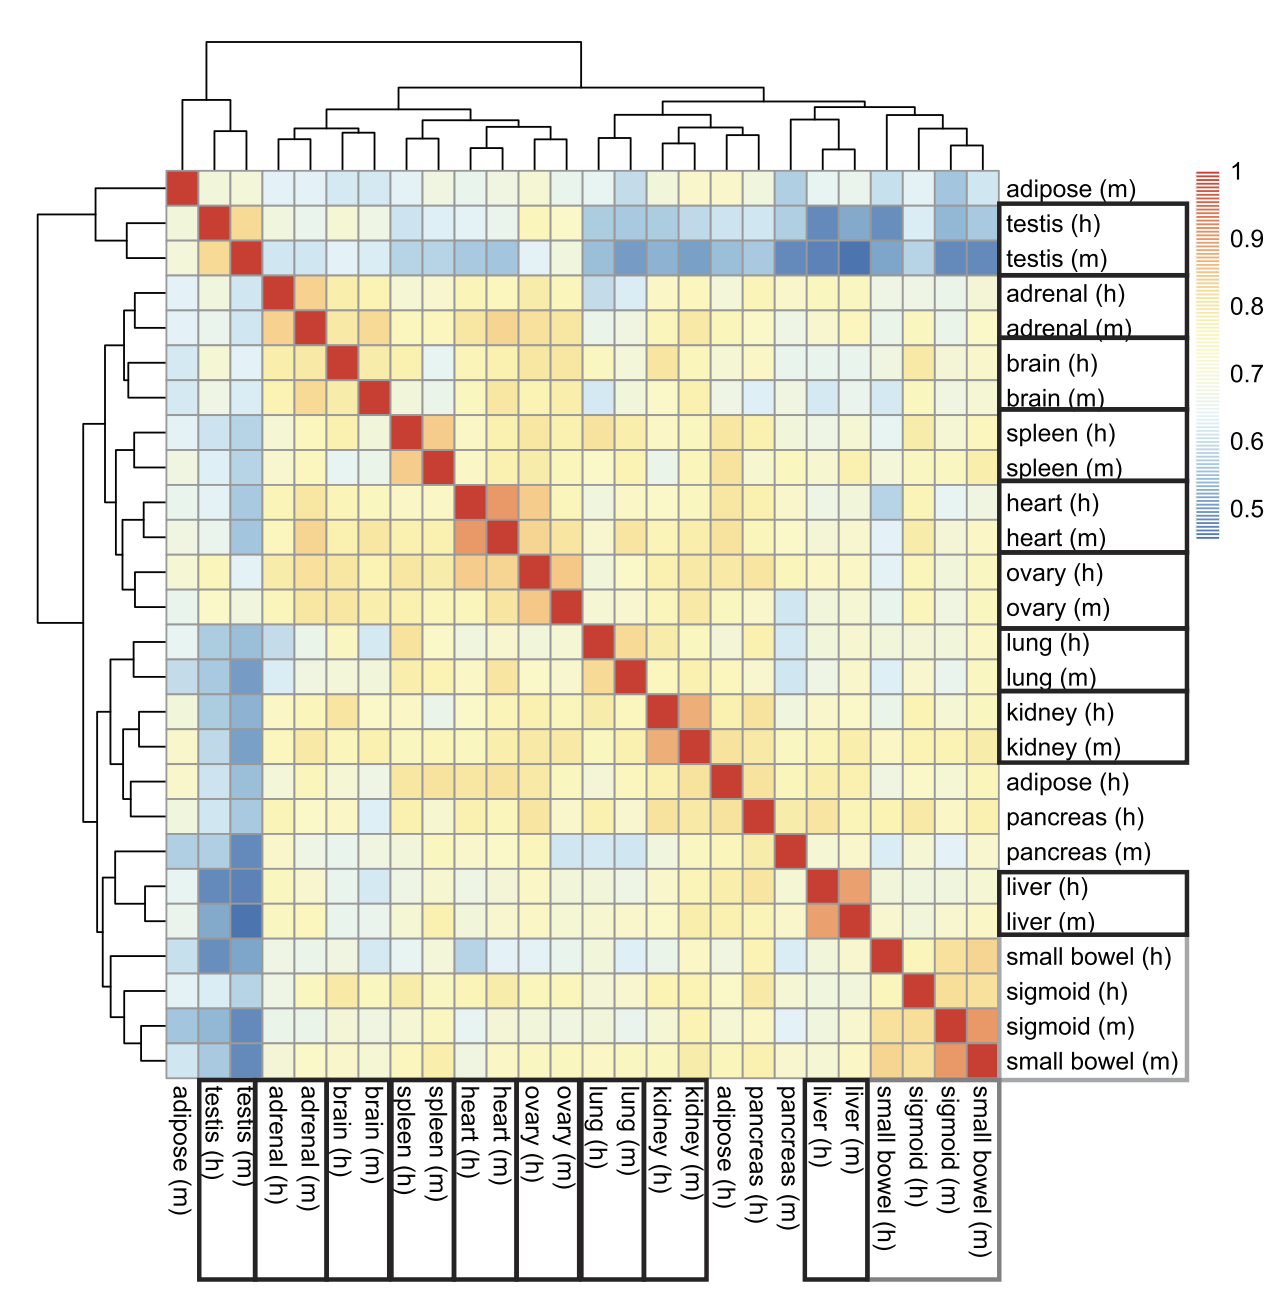 adipose (m)
testis (h)
testis (m)
adrenal (h)
adrenal (m)
brain (h)
brain (m)
spleen (h)
spleen (m)
heart (h)
heart (m)
ovary (h)
ovary (m)
lung (h)
lung (m)
kidney (h)
kidney (m)
adipose (h)
pancreas (h)
pancreas (m)
liver (h)
liver (m)
small bowel (h)
sigmoid (h)
sigmoid (m)
small bowel (m)
1
0.9
0.8
0.7
0.6
0.5
adipose (m)
testis (h)
testis (m)
adrenal (h)
adrenal (m)
brain (h)
brain (m)
spleen (h)
spleen (m)
heart (h)
heart (m)
ovary (h)
ovary (m)
lung (h)
lung (m)
kidney (h)
kidney (m)
adipose (h)
pancreas (h)
pancreas (m)
liver (h)
liver (m)
small bowel (h)
sigmoid (h)
sigmoid (m)
small bowel (m)